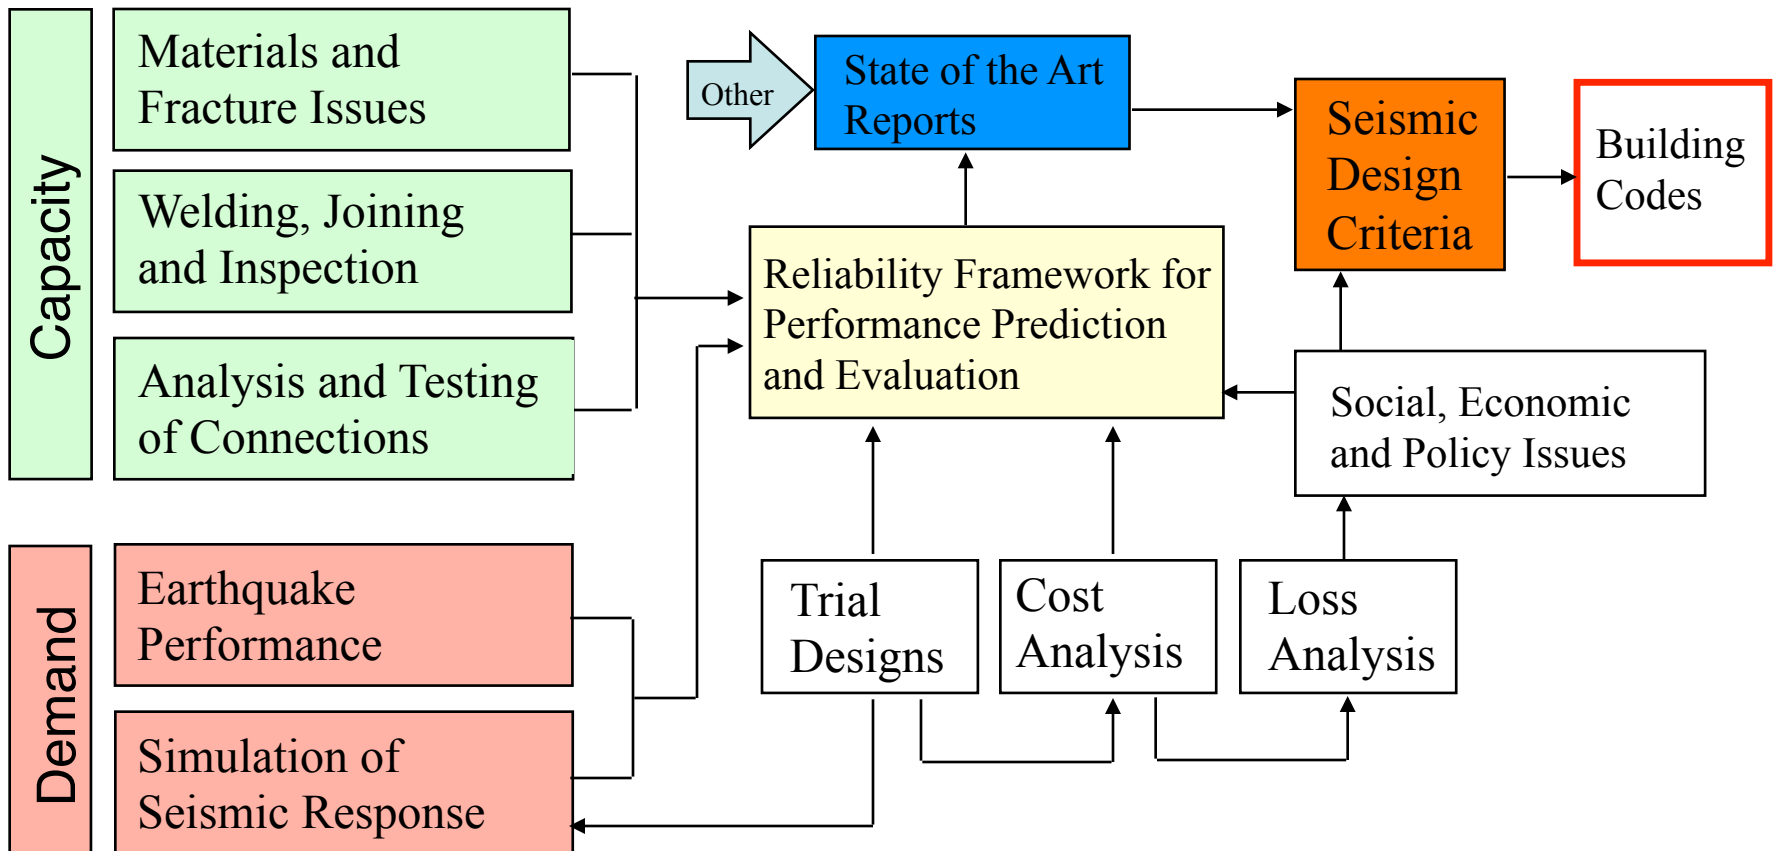 Capacity
Materials and
Fracture Issues
Welding, Joining
and Inspection
Analysis and Testing
of Connections
Demand
Earthquake
Performance
Simulation of
Seismic Response
Other
State of the Art
Reports
Reliability Framework for
Performance Prediction
and Evaluation
Trial
Designs
Cost
Analysis
Loss
Analysis
Seismic
Design
Criteria
Building
Codes
Social, Economic
and Policy Issues